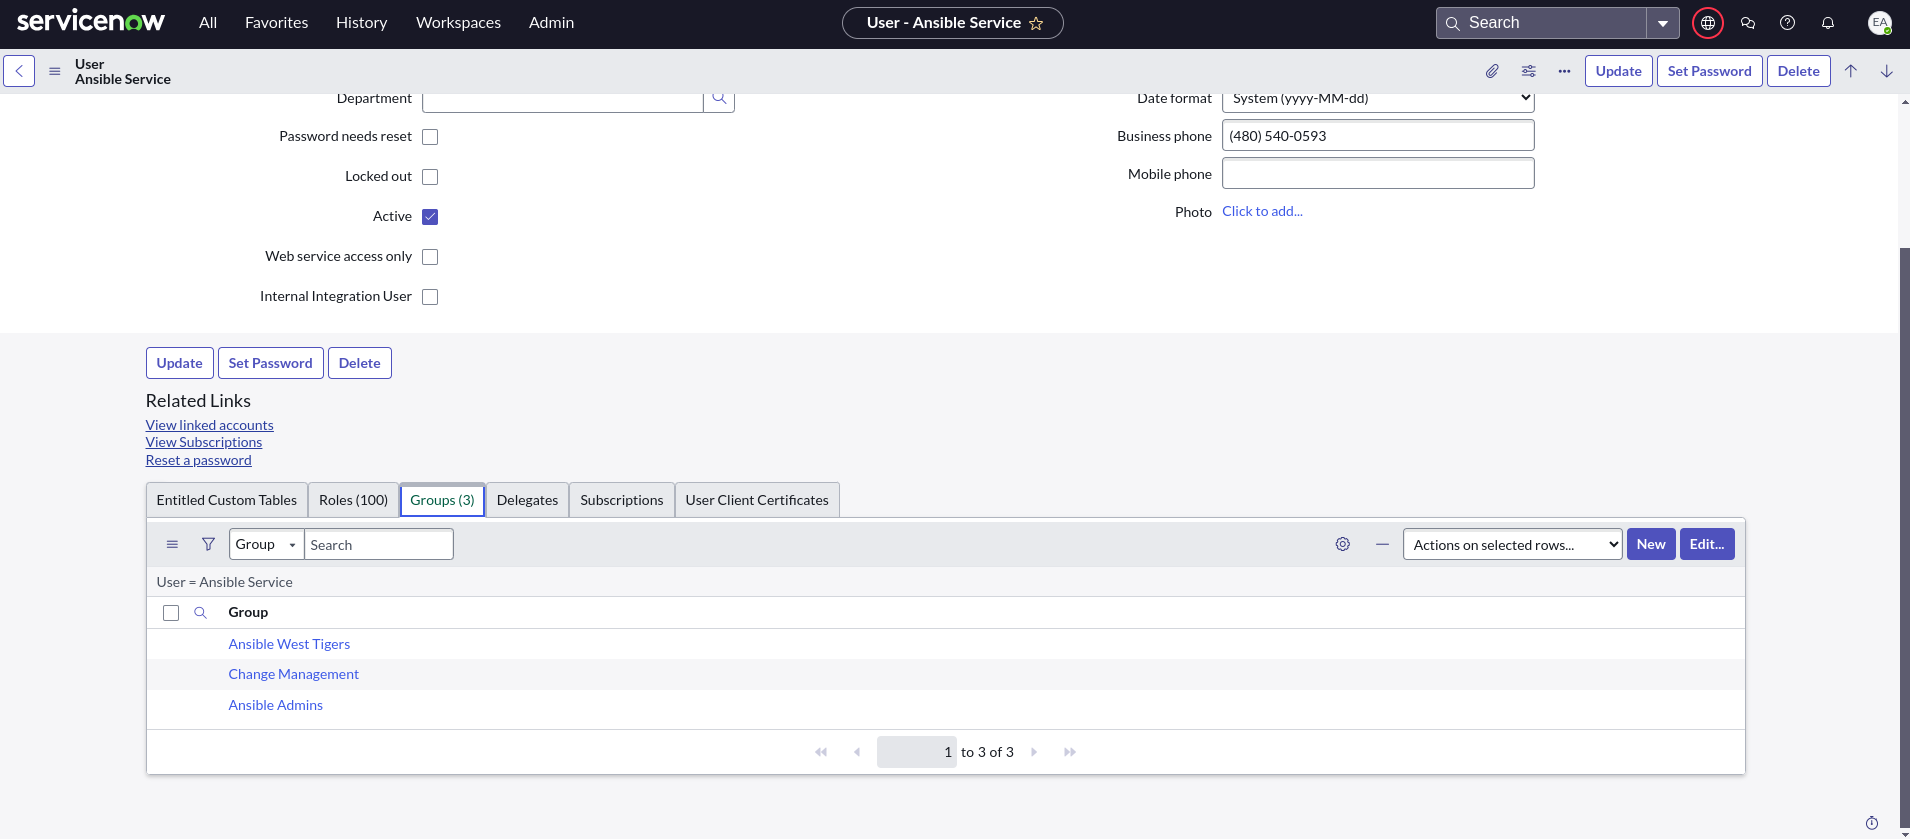 servicenow All Favorites History Workspaces Admin User - Ansible Service Search EA
User
Ansible Service
Update Set Password Delete
Department Date format System (yyyy-MM-dd)
Password needs reset Business phone (480) 540-0593
Locked out Mobile phone
Active Photo Click to add...
Web service access only
Internal Integration User
Update Set Password Delete
Related Links
View linked accounts
View Subscriptions
Reset a password
Entitled Custom Tables Roles (100) Groups (3) Delegates Subscriptions User Client Certificates
Group Search Actions on selected rows... New Edit...
User = Ansible Service
Group
Ansible West Tigers
Change Management
Ansible Admins
1 to 3 of 3